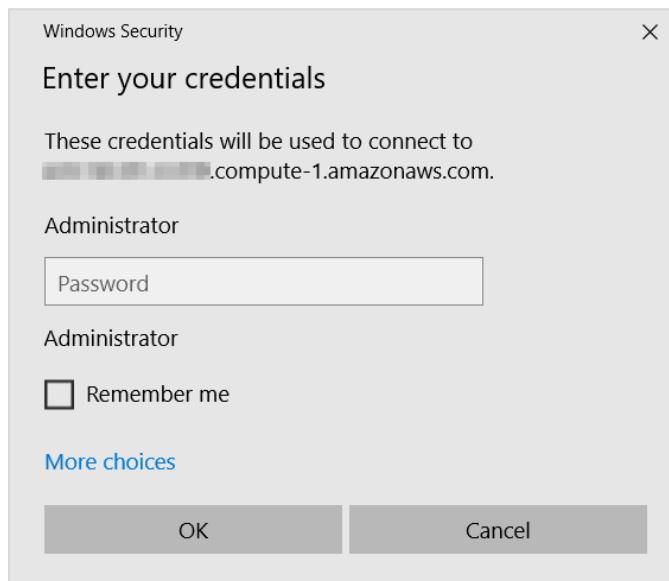 Windows Security
Enter your credentials
These credentials will be used to connect to
.compute-1.amazonaws.com.
Administrator
Password
Administrator
Remember me
More choices
OK Cancel